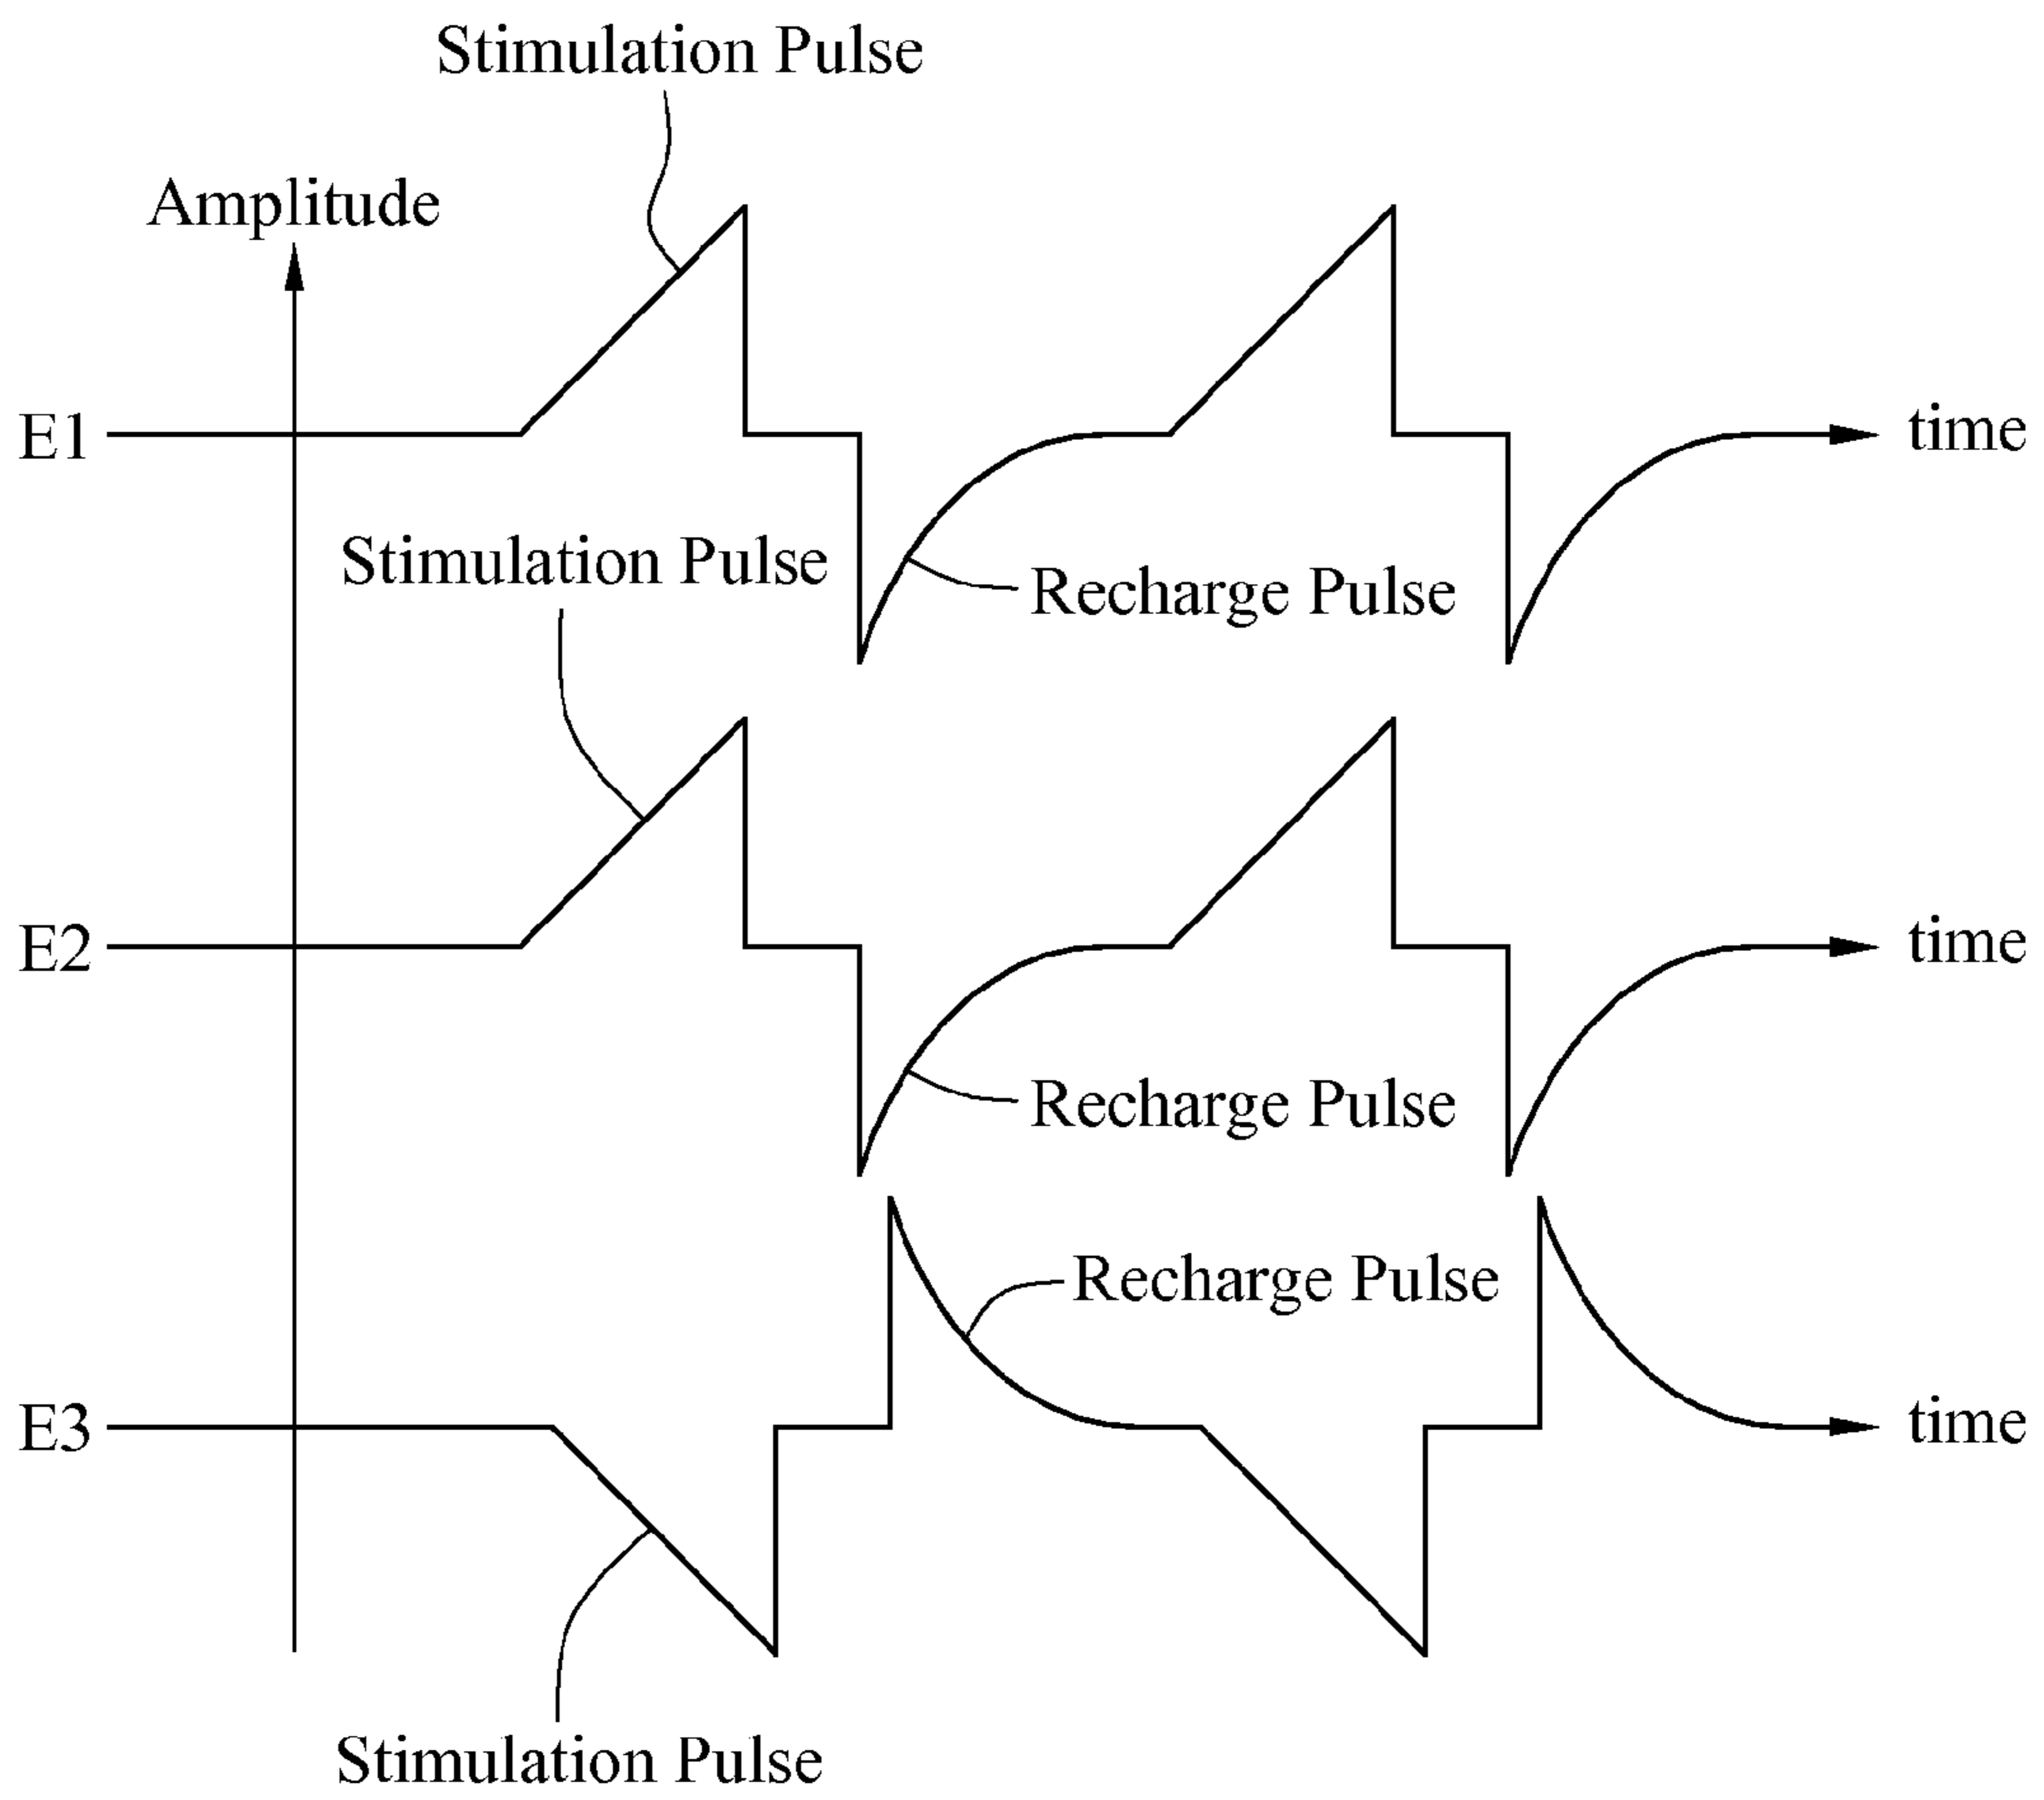 Stimulation Pulse
Amplitude
E1
time
Stimulation Pulse
Recharge Pulse
E2
time
Recharge Pulse
Recharge Pulse
E3
time
Stimulation Pulse